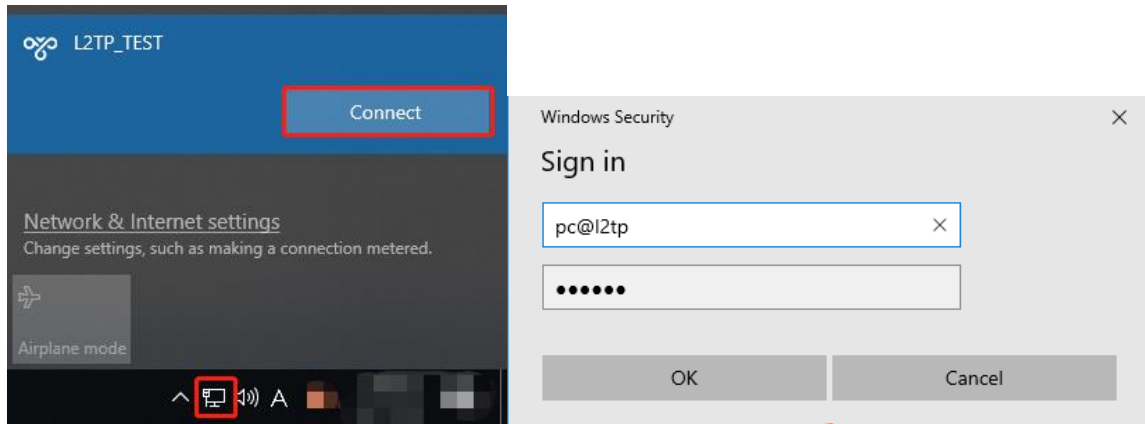 L2TP_TEST
Connect
Network & Internet settings
Change settings, such as making a connection metered.
Airplane mode
A
Windows Security
Sign in
pc@l2tp
••••••
OK
Cancel